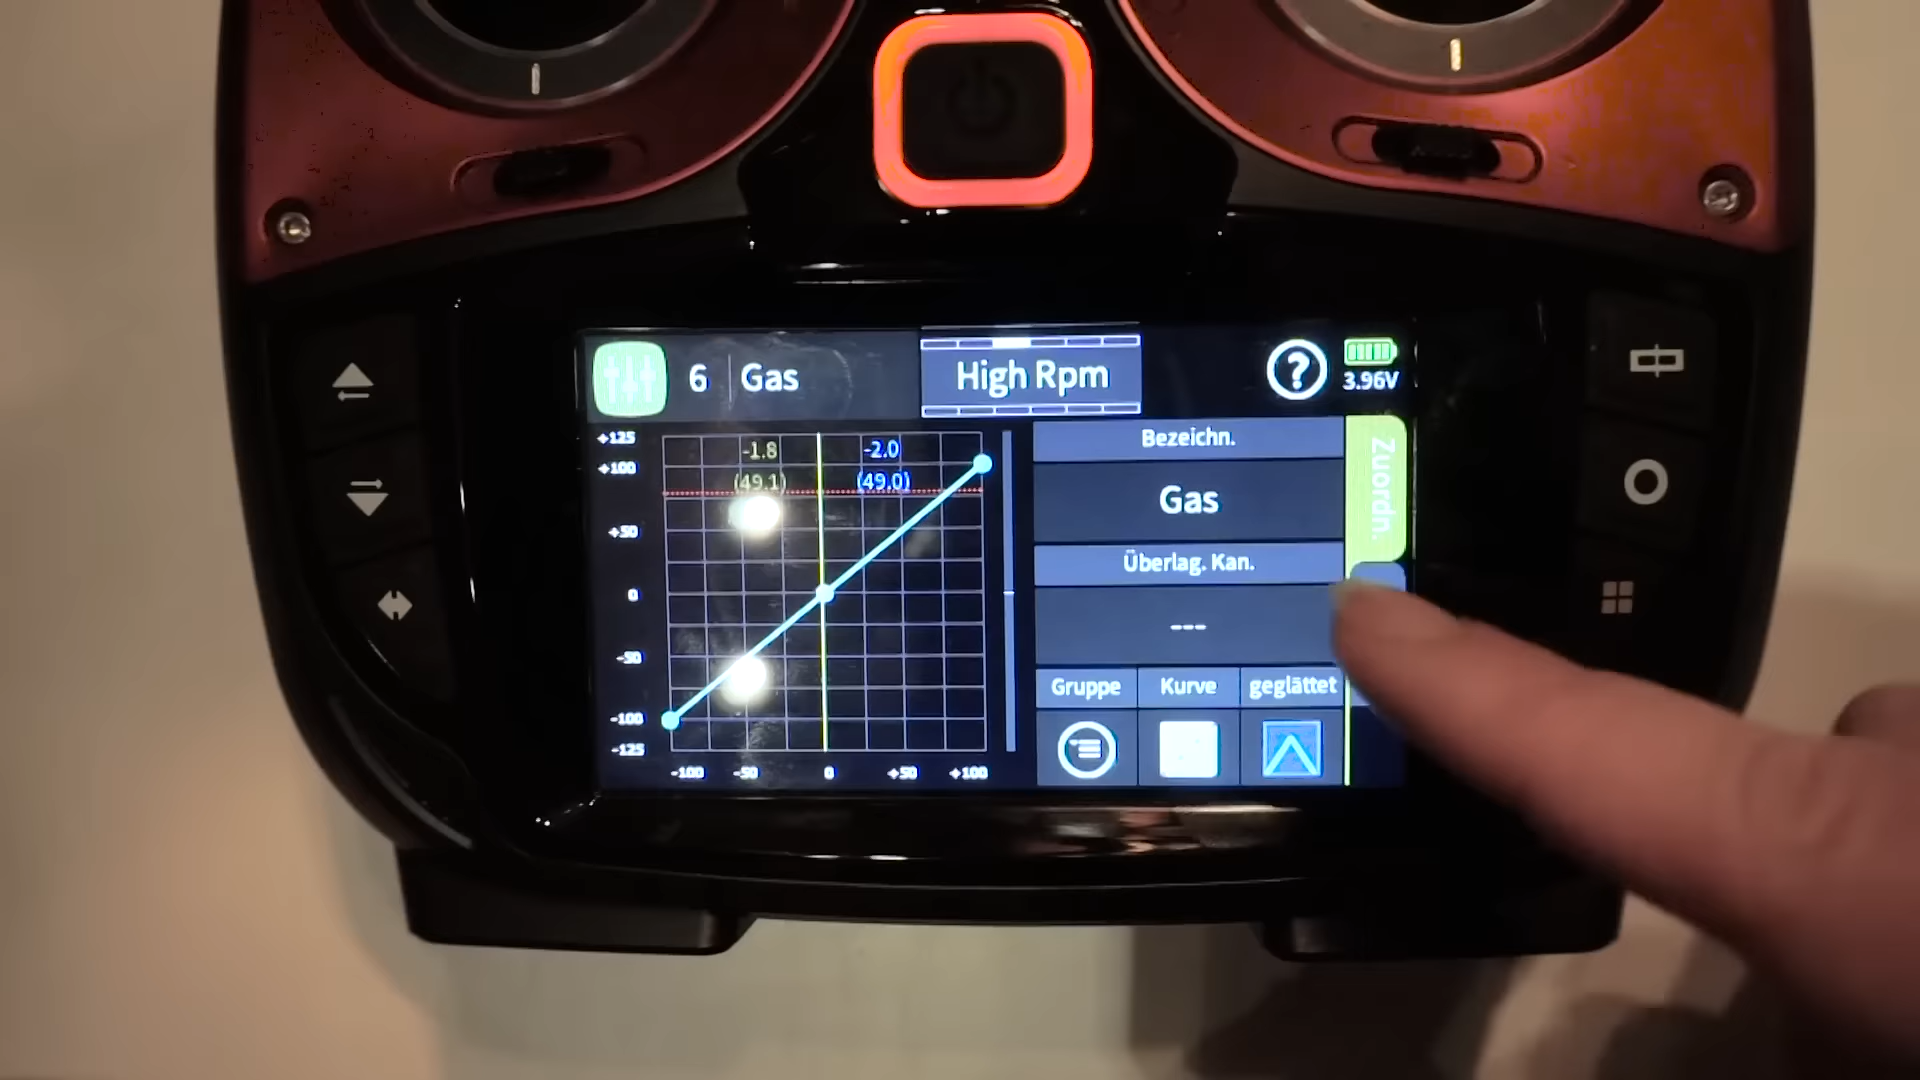 6 Gas
High Rpm
?
3.96V
+125
+100
+50
0
-50
-100
-125
-1.8
(49.1)
-2.0
(49.0)
-100 -50 0 +50 +100
Bezeichn.
Gas
Überlag. Kan.
---
Gruppe Kurve geglättet
Zuordn.